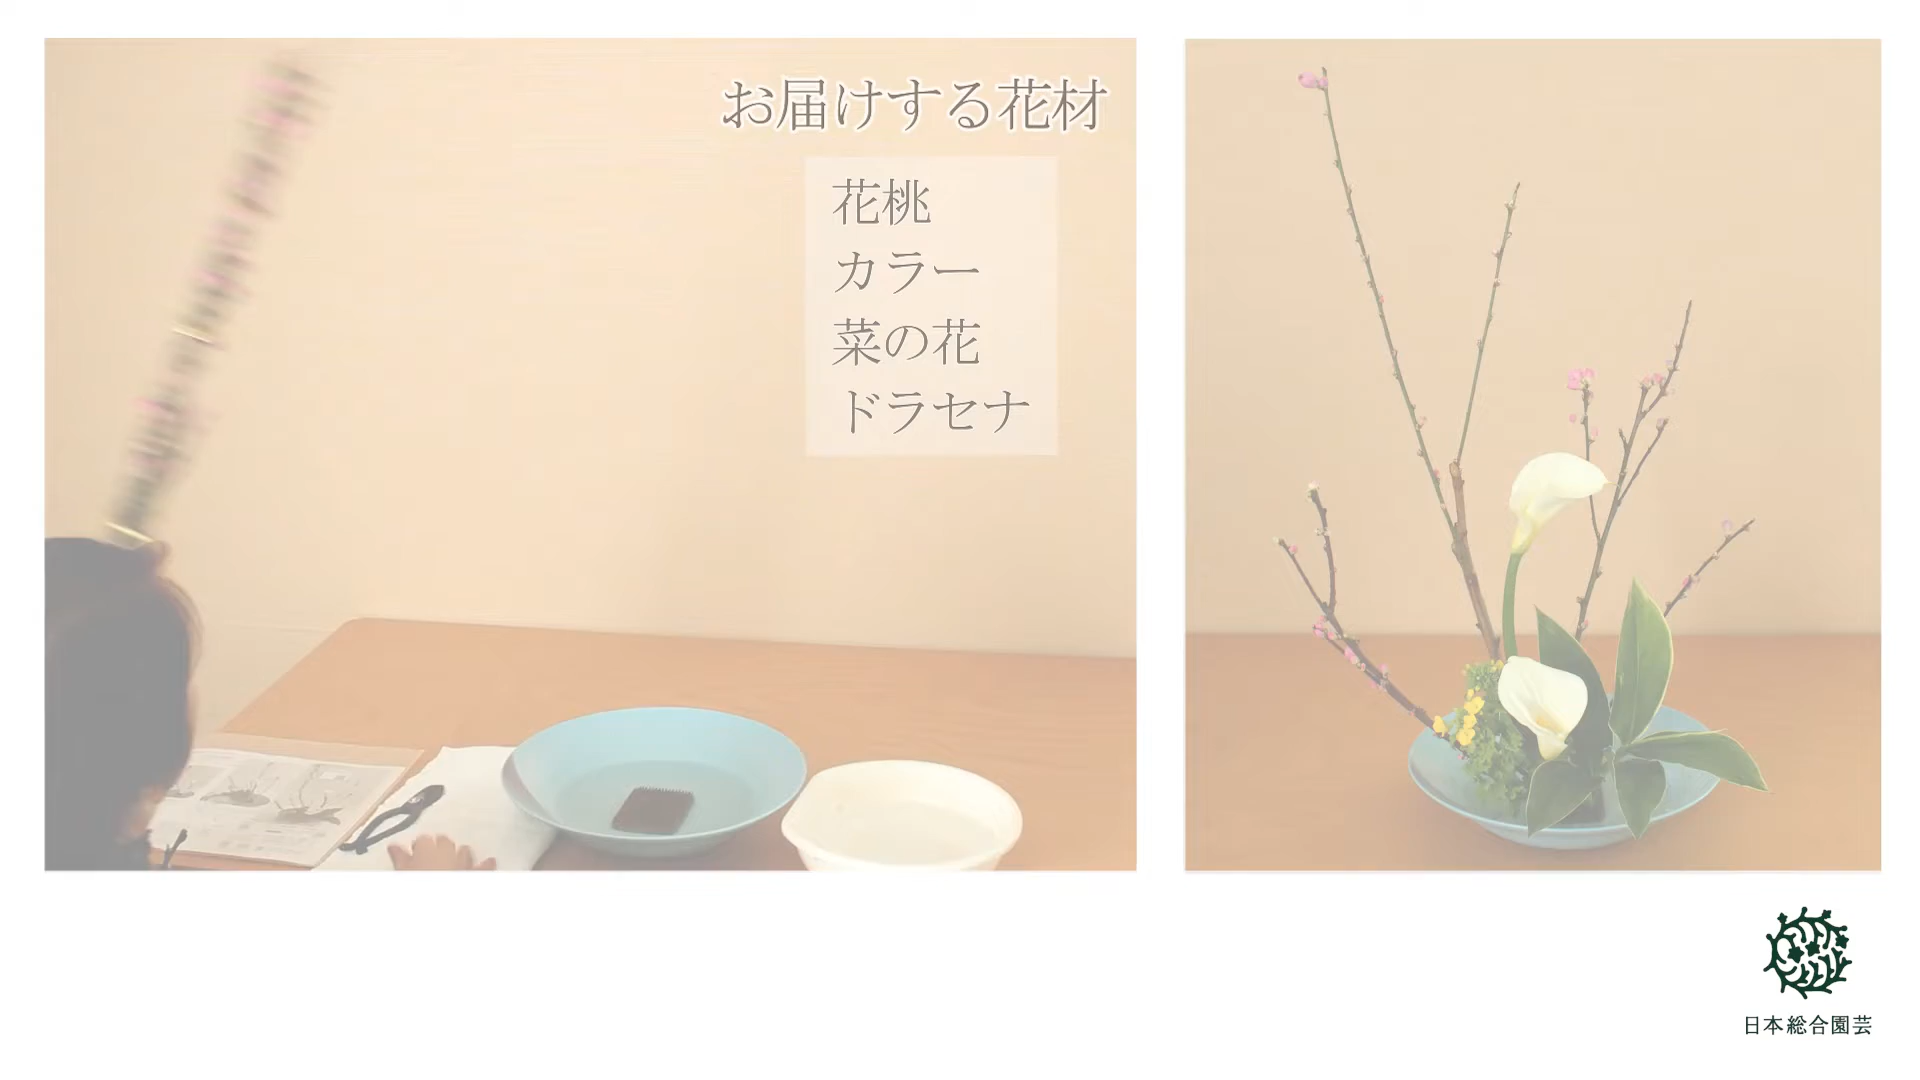 お届けする花材
花桃
カラー
菜の花
ドラセナ
日本総合園芸